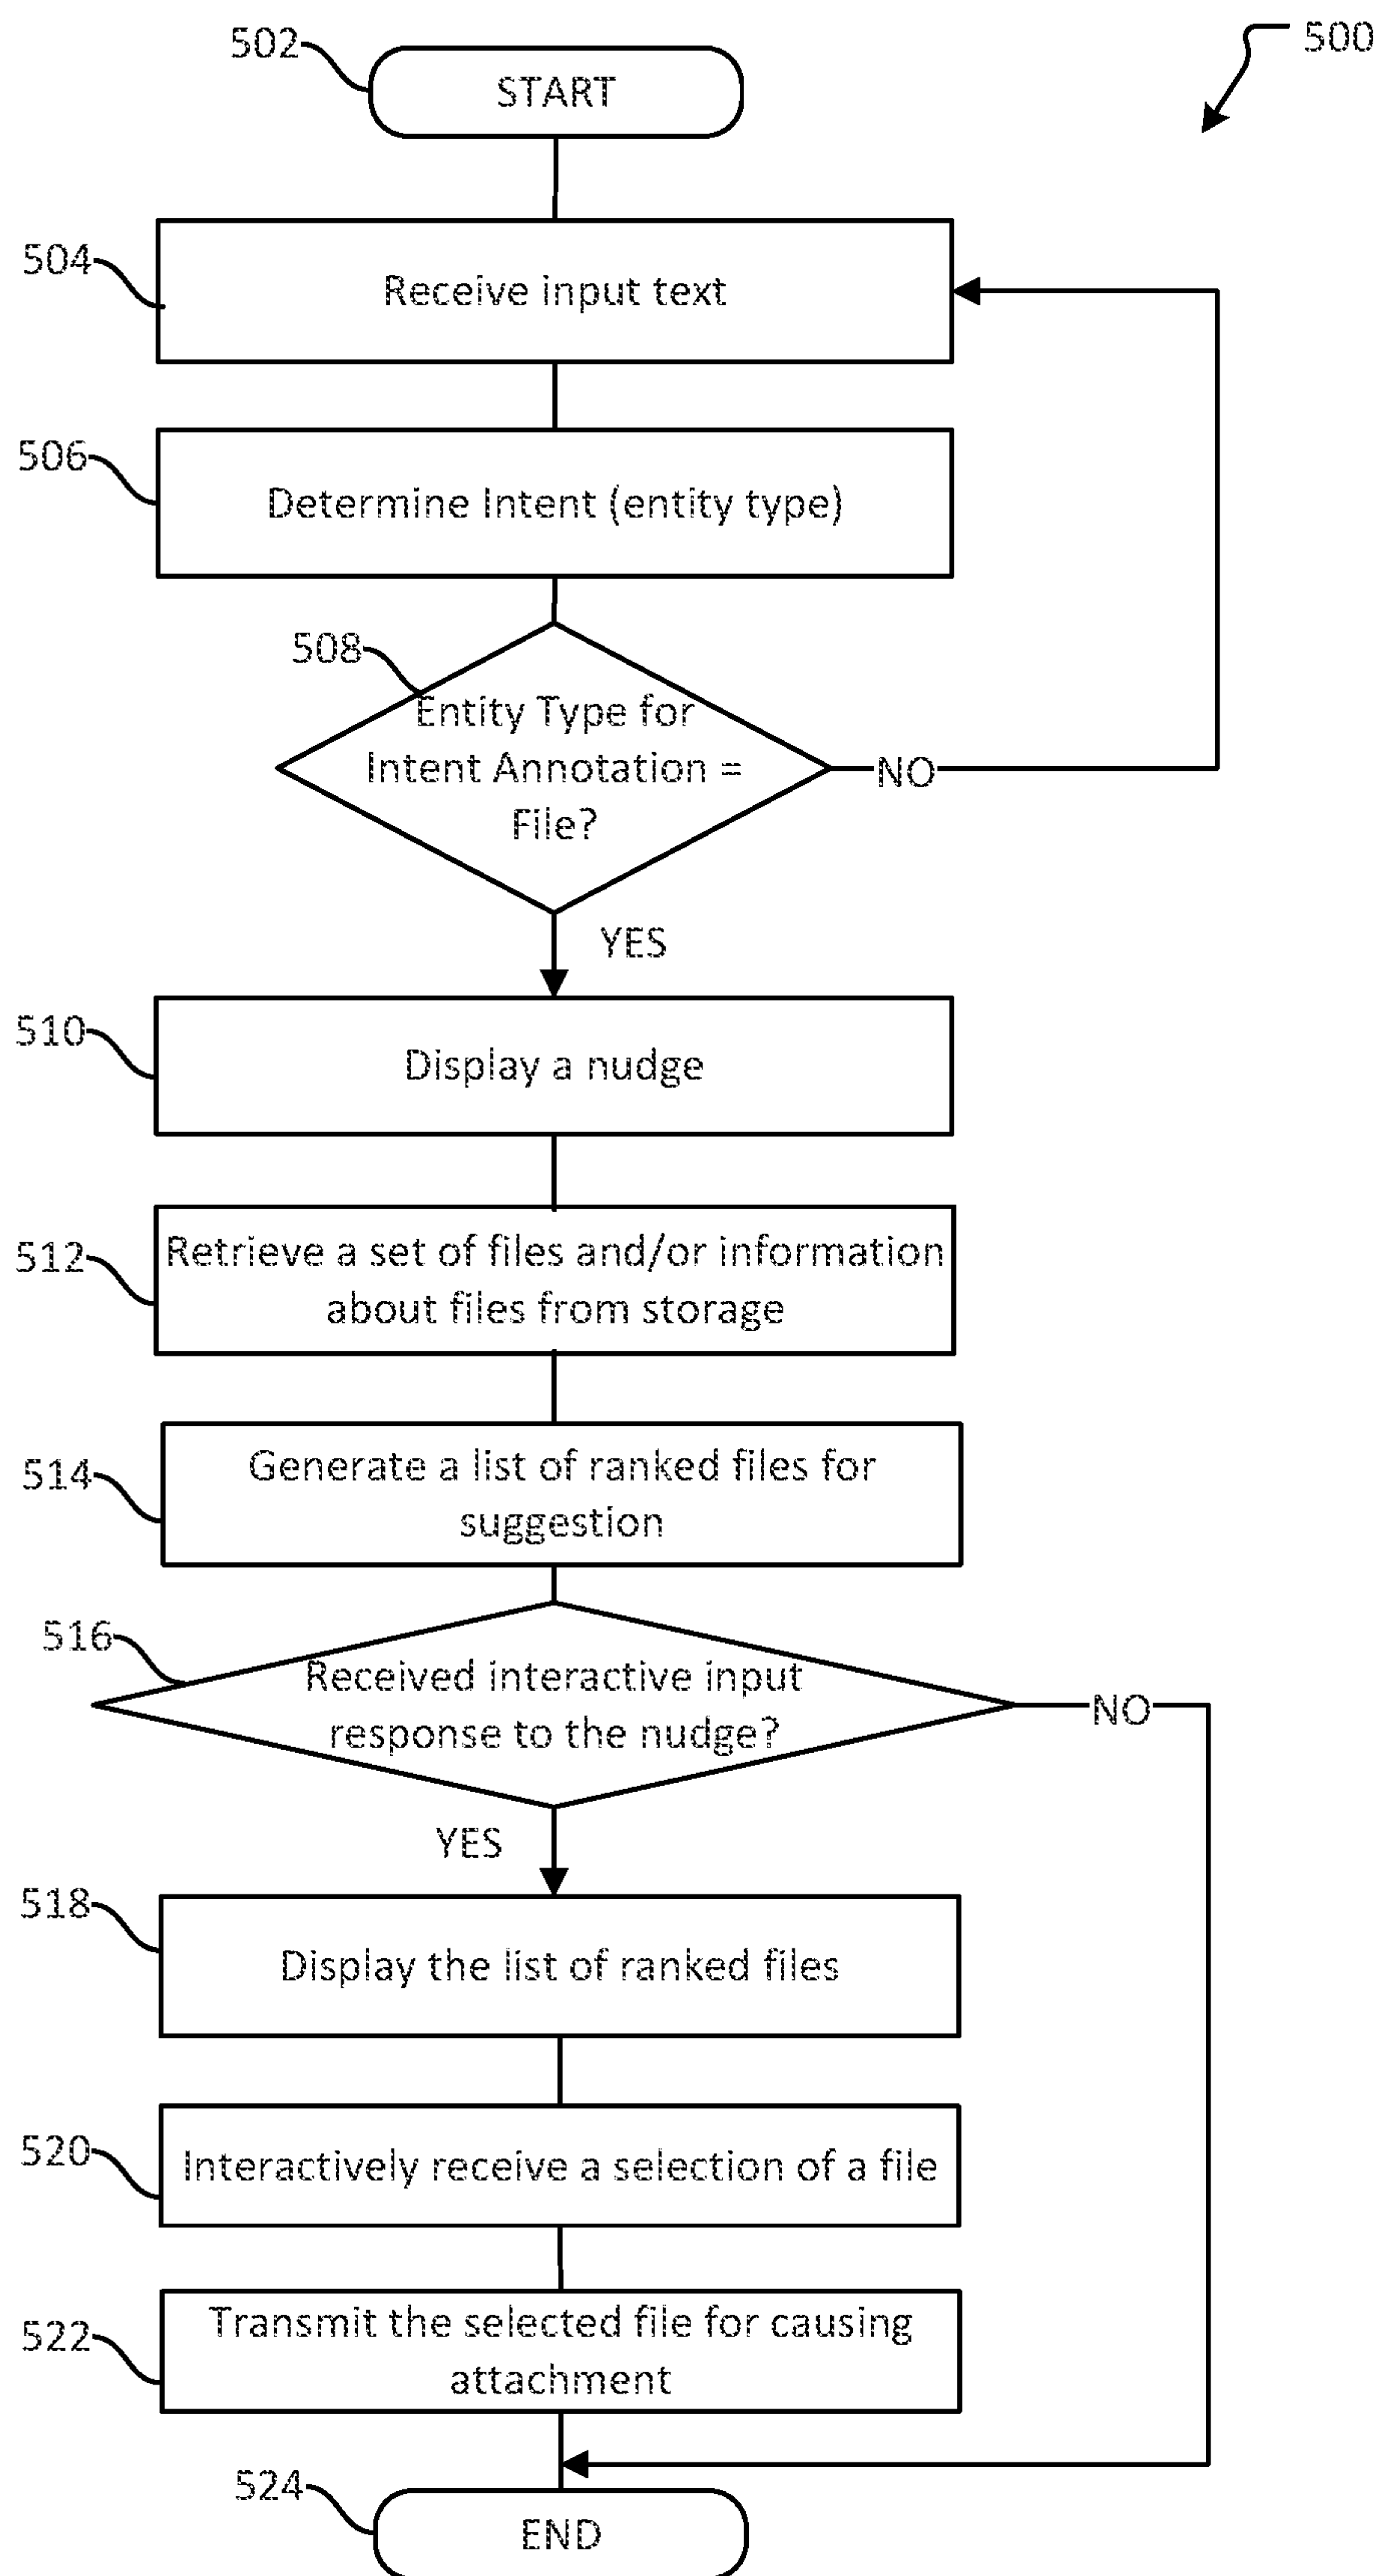 500
502
START
504
Receive input text
506
Determine Intent (entity type)
508
Entity Type for
Intent Annotation =
File?
NO
YES
510
Display a nudge
512
Retrieve a set of files and/or information
about files from storage
514
Generate a list of ranked files for
suggestion
516
Received interactive input
response to the nudge?
NO
YES
518
Display the list of ranked files
520
Interactively receive a selection of a file
522
Transmit the selected file for causing
attachment
524
END